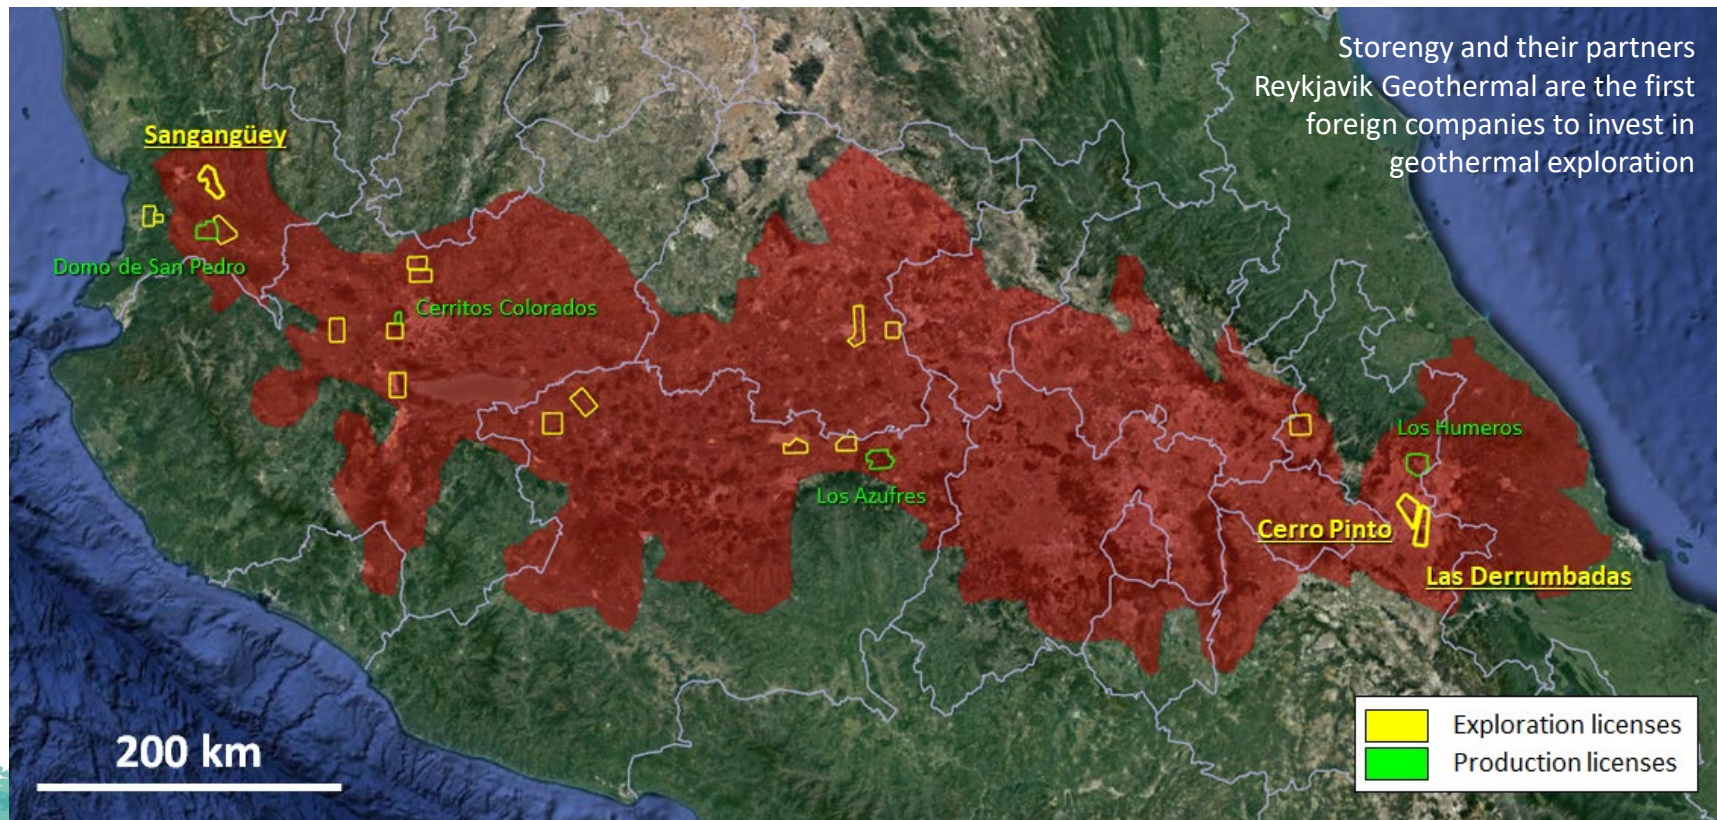 Storengy and their partners
Reykjavik Geothermal are the first
foreign companies to invest in
geothermal exploration
Sangangüey
Domo de San Pedro
Cerritos Colorados
Los Humeros
Los Azufres
Cerro Pinto
Las Derrumbadas
200 km
Exploration licenses
Production licenses